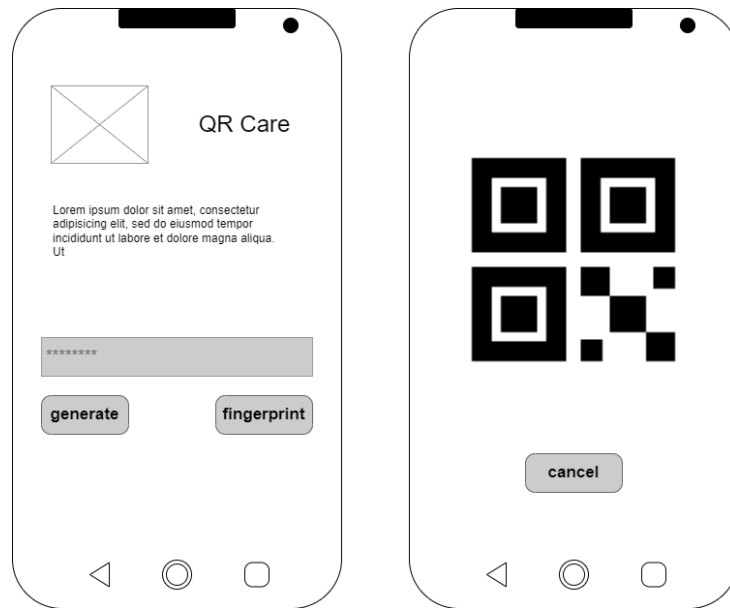 QR Care
Lorem ipsum dolor sit amet, consectetur
adipisicing elit, sed do eiusmod tempor
incididunt ut labore et dolore magna aliqua.
Ut
********
generate
fingerprint
cancel